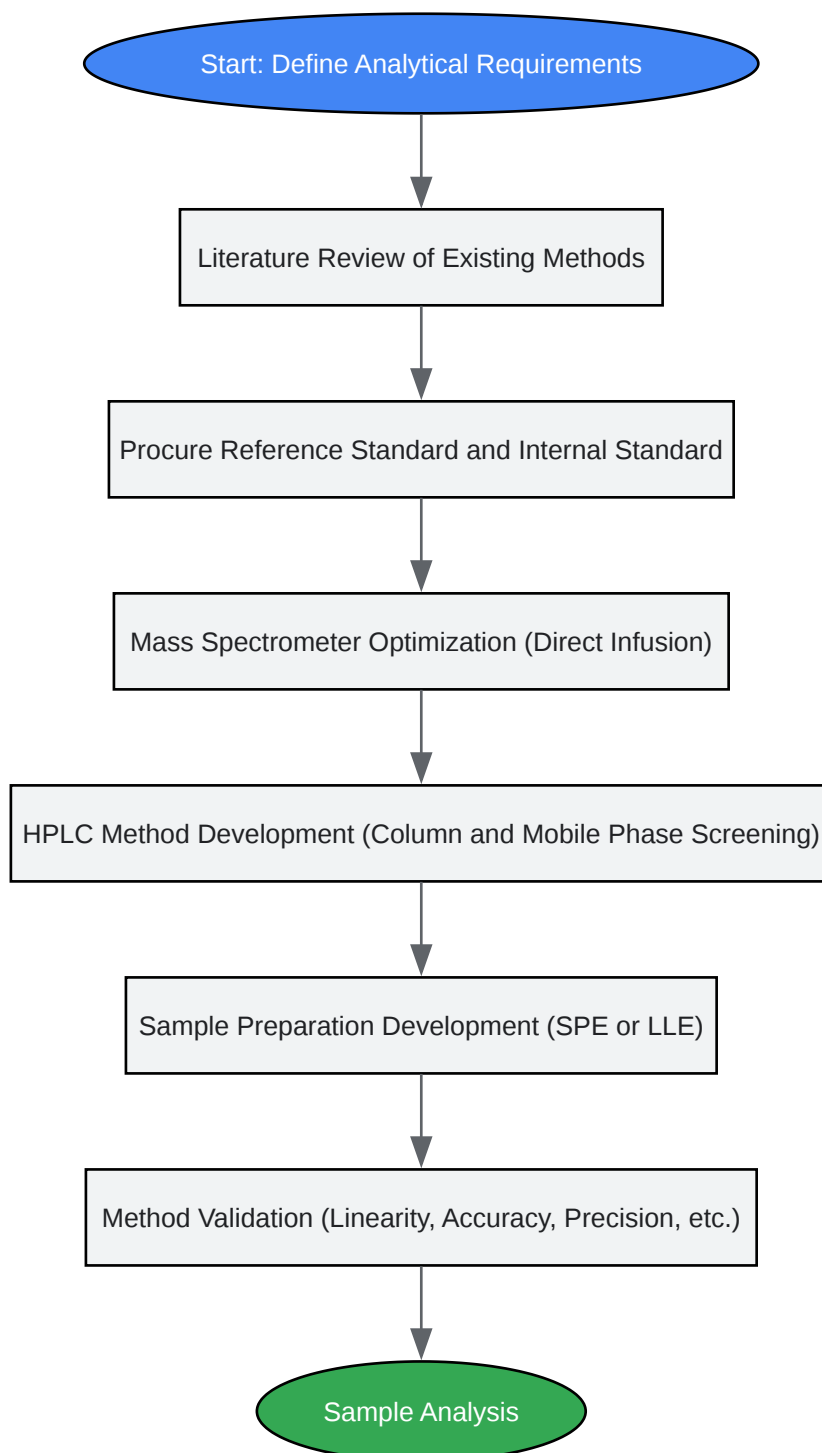 Start: Define Analytical Requirements
Literature Review of Existing Methods
Procure Reference Standard and Internal Standard
Mass Spectrometer Optimization (Direct Infusion)
HPLC Method Development (Column and Mobile Phase Screening)
Sample Preparation Development (SPE or LLE)
Method Validation (Linearity, Accuracy, Precision, etc.)
Sample Analysis